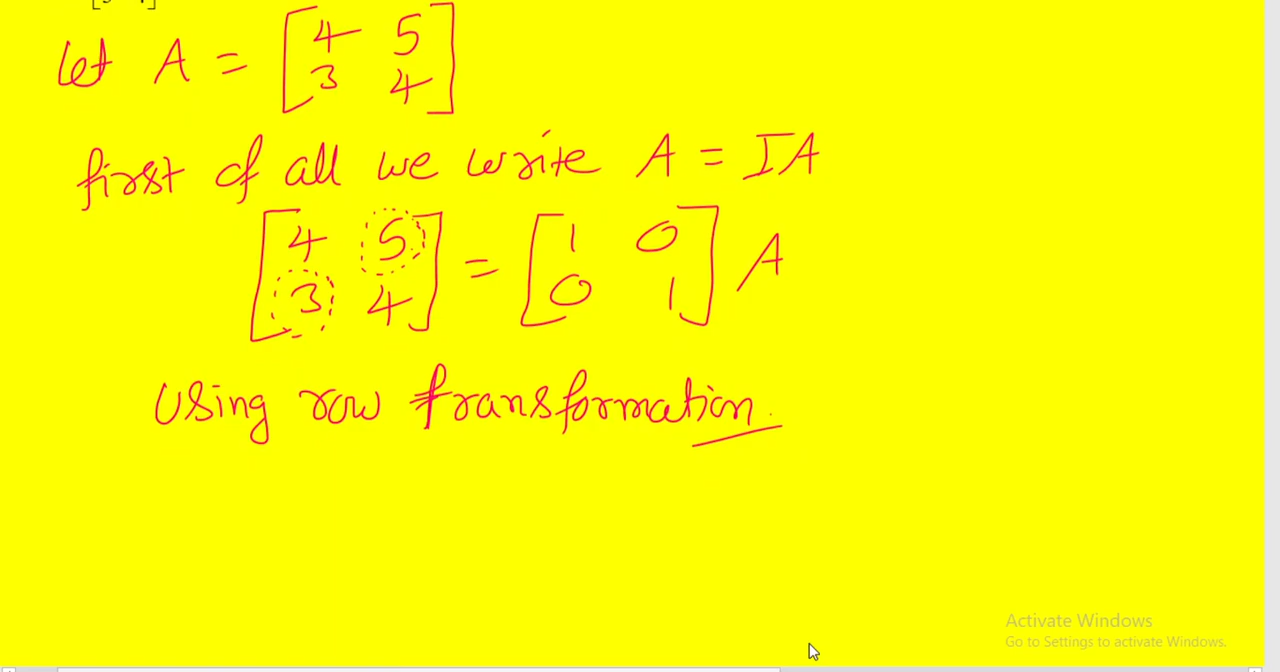 Let A = [4 5
3 4]
first of all we write A = IA
[4 5
3 4] = [1 0
0 1] A
Using row transformation.
Activate Windows
Go to Settings to activate Windows.